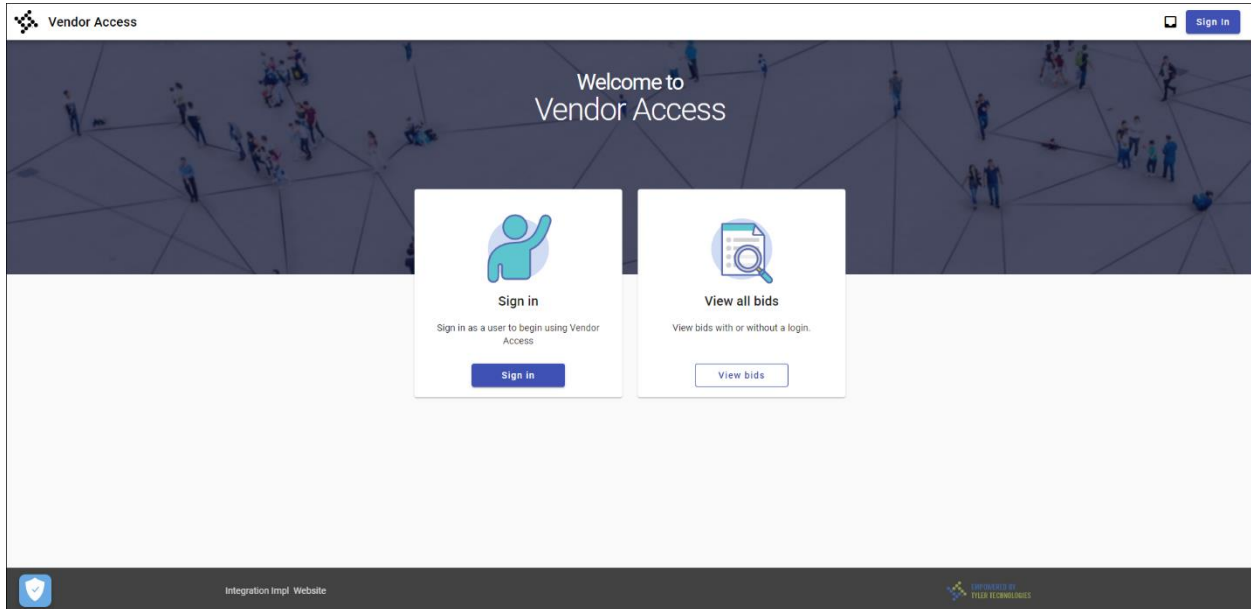 Vendor Access
Sign In
Welcome to
Vendor Access
Sign in
Sign in as a user to begin using Vendor
Access
Sign in
View all bids
View bids with or without a login.
View bids
Integration Impl Website
EMPOWERED BY
TYLER TECHNOLOGIES